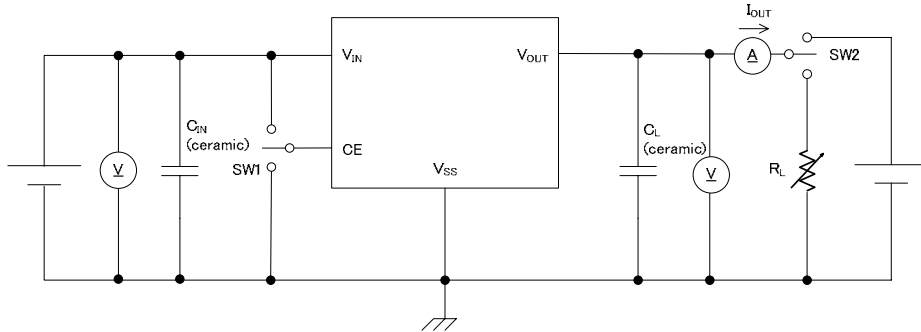 I_OUT
V_IN
V_OUT
A
SW2
C_IN
(ceramic)
C_L
(ceramic)
CE
V
SW1
V_SS
V
R_L